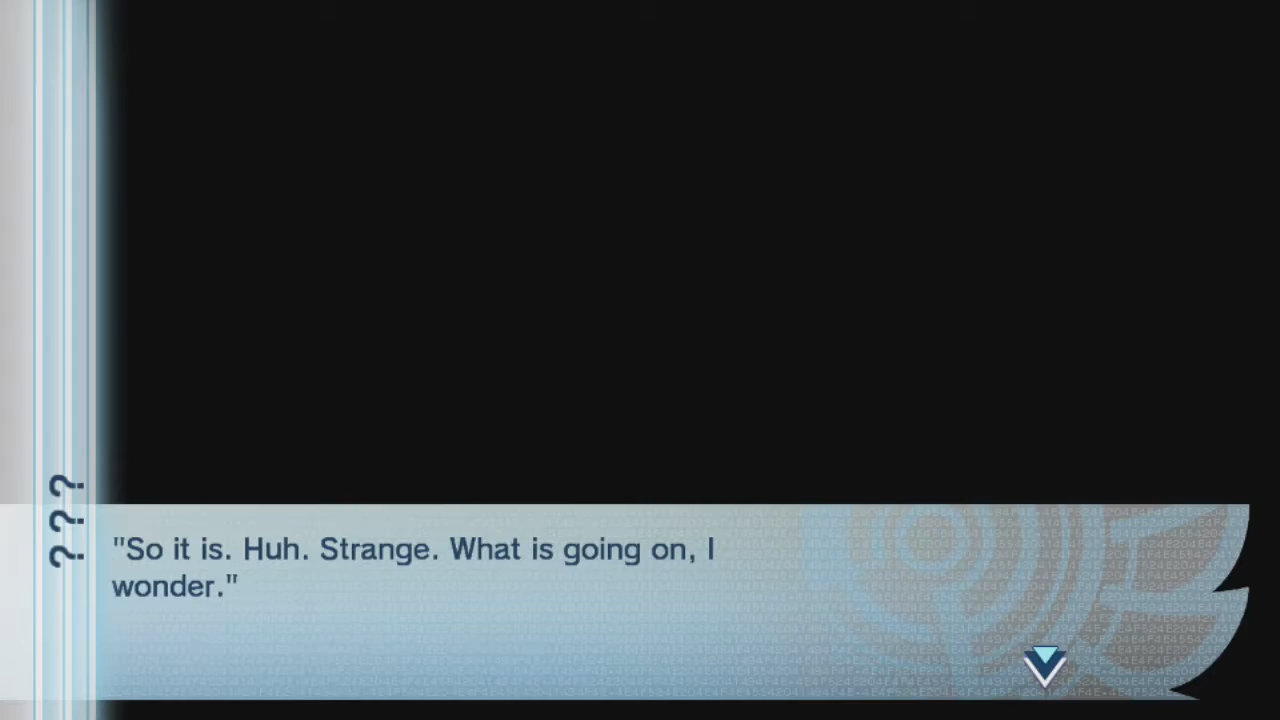 ???
"So it is. Huh. Strange. What is going on, I
wonder."